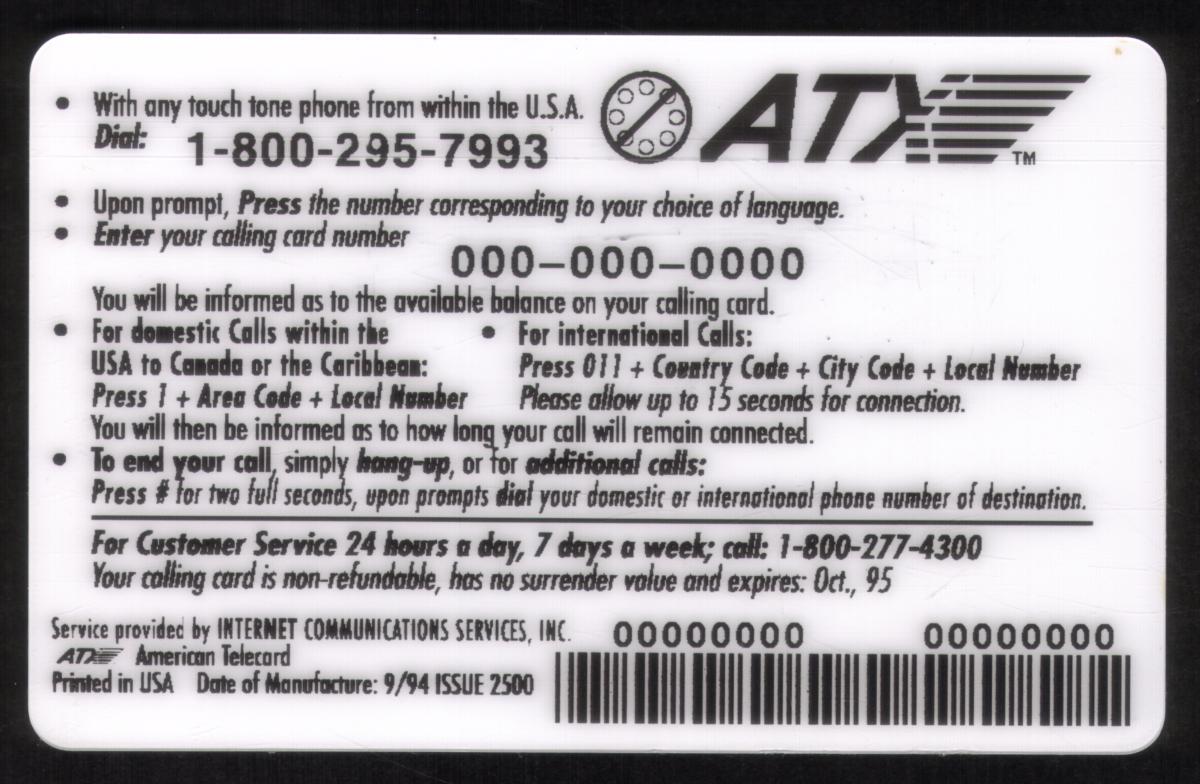 • With any touch tone phone from within the U.S.A.
Dial: 1-800-295-7993
ATX TM
• Upon prompt, Press the number corresponding to your choice of language.
• Enter your calling card number
000-000-0000
You will be informed as to the available balance on your calling card.
• For domestic Calls within the
USA to Canada or the Caribbean:
Press 1 + Area Code + Local Number
• For international Calls:
Press 011 + Country Code + City Code + Local Number
Please allow up to 15 seconds for connection.
You will then be informed as to how long your call will remain connected.
• To end your call, simply hang-up, or for additional calls:
Press # for two full seconds, upon prompts dial your domestic or international phone number of destination.
For Customer Service 24 hours a day, 7 days a week; call: 1-800-277-4300
Your calling card is non-refundable, has no surrender value and expires: Oct., 95
Service provided by INTERNET COMMUNICATIONS SERVICES, INC.
ATX American Telecard
Printed in USA Date of Manufacture: 9/94 ISSUE 2500
00000000 00000000